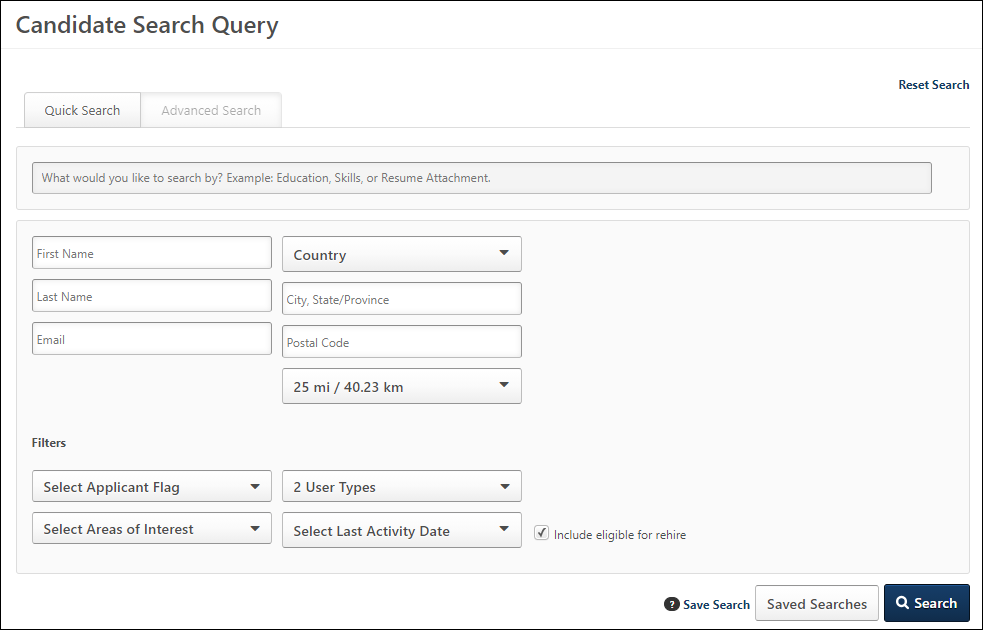 Candidate Search Query
Reset Search
Quick Search
Advanced Search
What would you like to search by? Example: Education, Skills, or Resume Attachment.
First Name
Country
Last Name
City, State/Province
Email
Postal Code
25 mi / 40.23 km
Filters
Select Applicant Flag
2 User Types
Select Areas of Interest
Select Last Activity Date
Include eligible for rehire
? Save Search
Saved Searches
Search